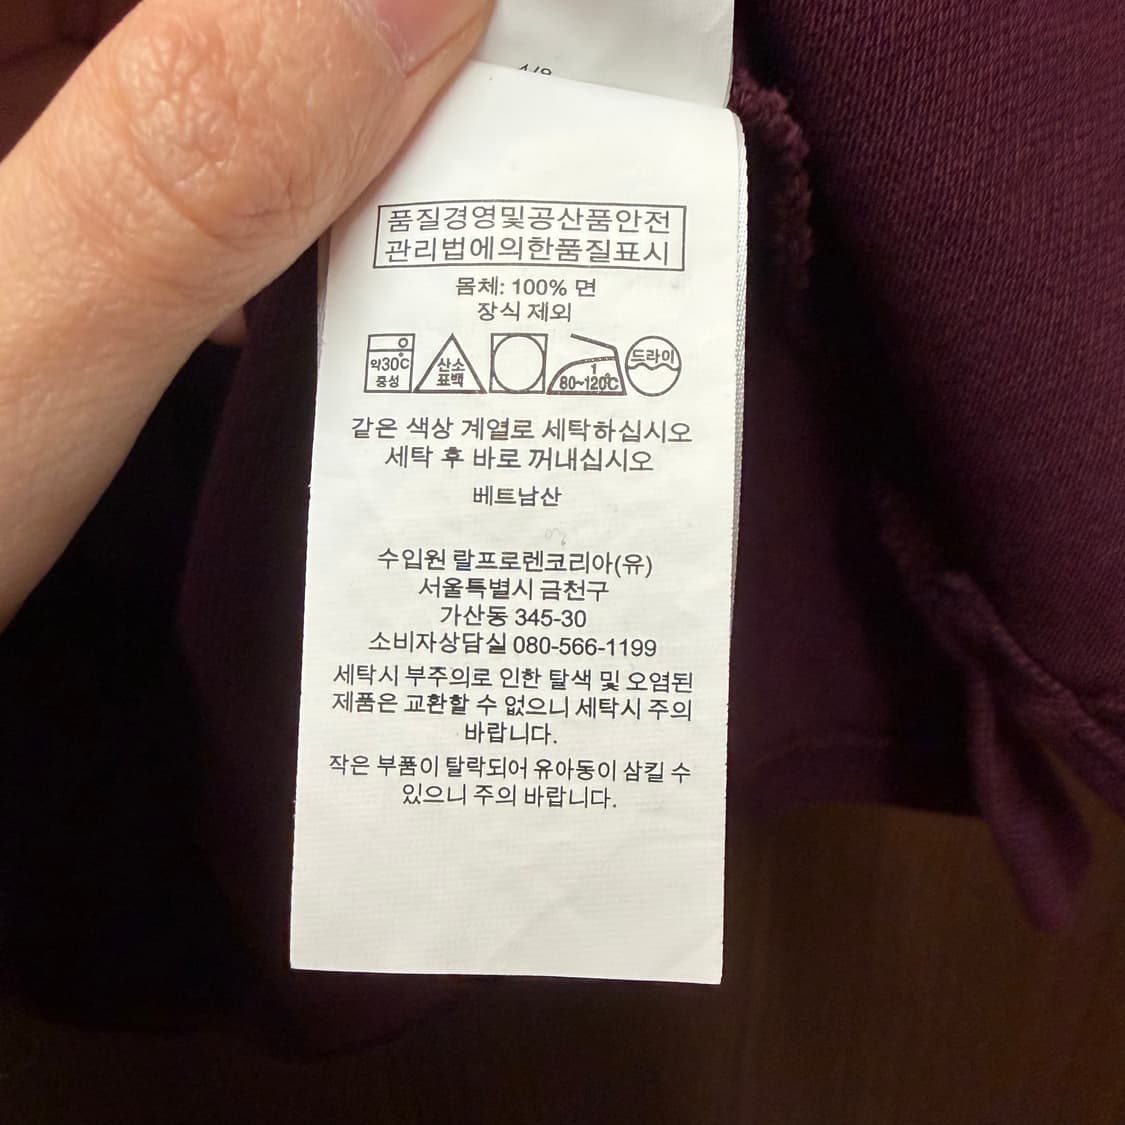 품질경영및공산품안전
관리법에의한품질표시
몸체: 100% 면
장식 제외
약30°C
중성
산소
표백
1
80~120°C
드라이
같은 색상 계열로 세탁하십시오
세탁 후 바로 꺼내십시오
베트남산
수입원 랄프로렌코리아(유)
서울특별시 금천구
가산동 345-30
소비자상담실 080-566-1199
세탁시 부주의로 인한 탈색 및 오염된
제품은 교환할 수 없으니 세탁시 주의
바랍니다.
작은 부품이 탈락되어 유아동이 삼킬 수
있으니 주의 바랍니다.